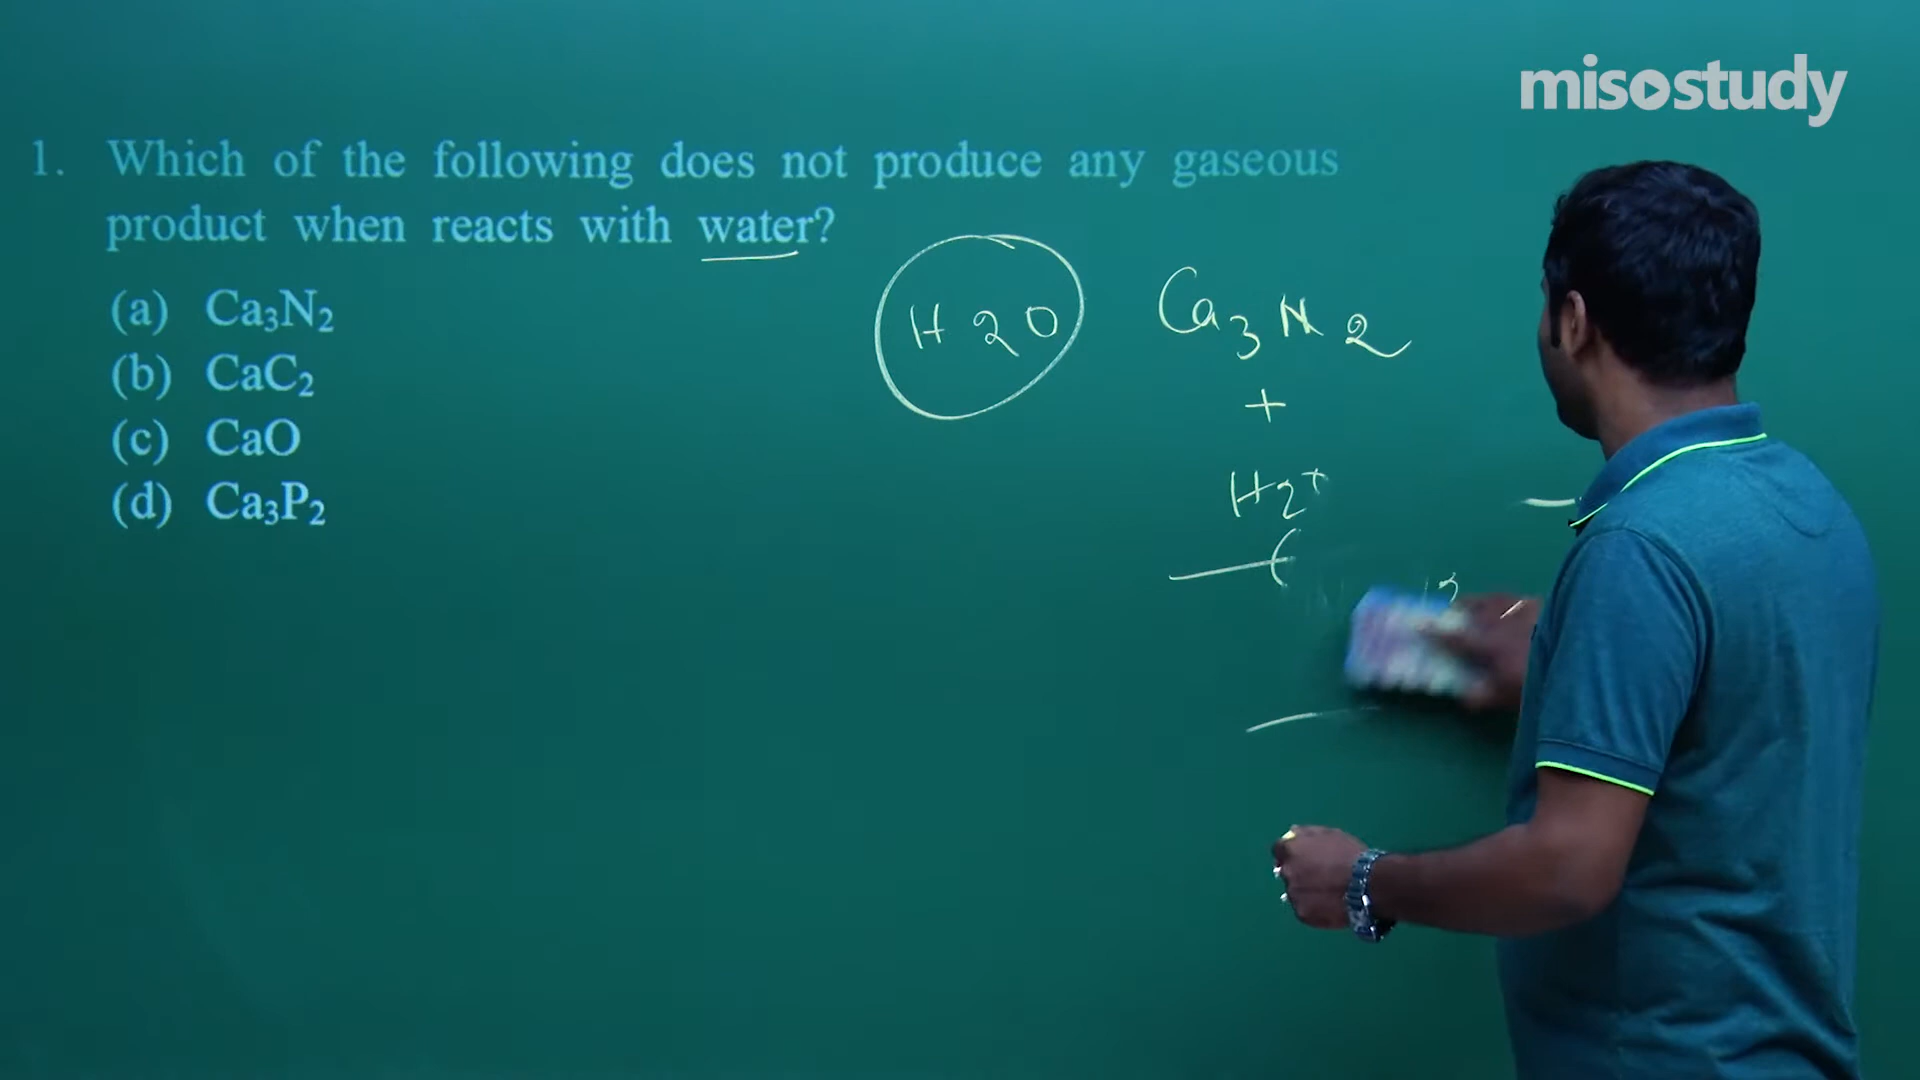 misostudy
1. Which of the following does not produce any gaseous
product when reacts with water?
(a) Ca₃N₂
(b) CaC₂
(c) CaO
(d) Ca₃P₂
H2O
Ca₃N₂
+